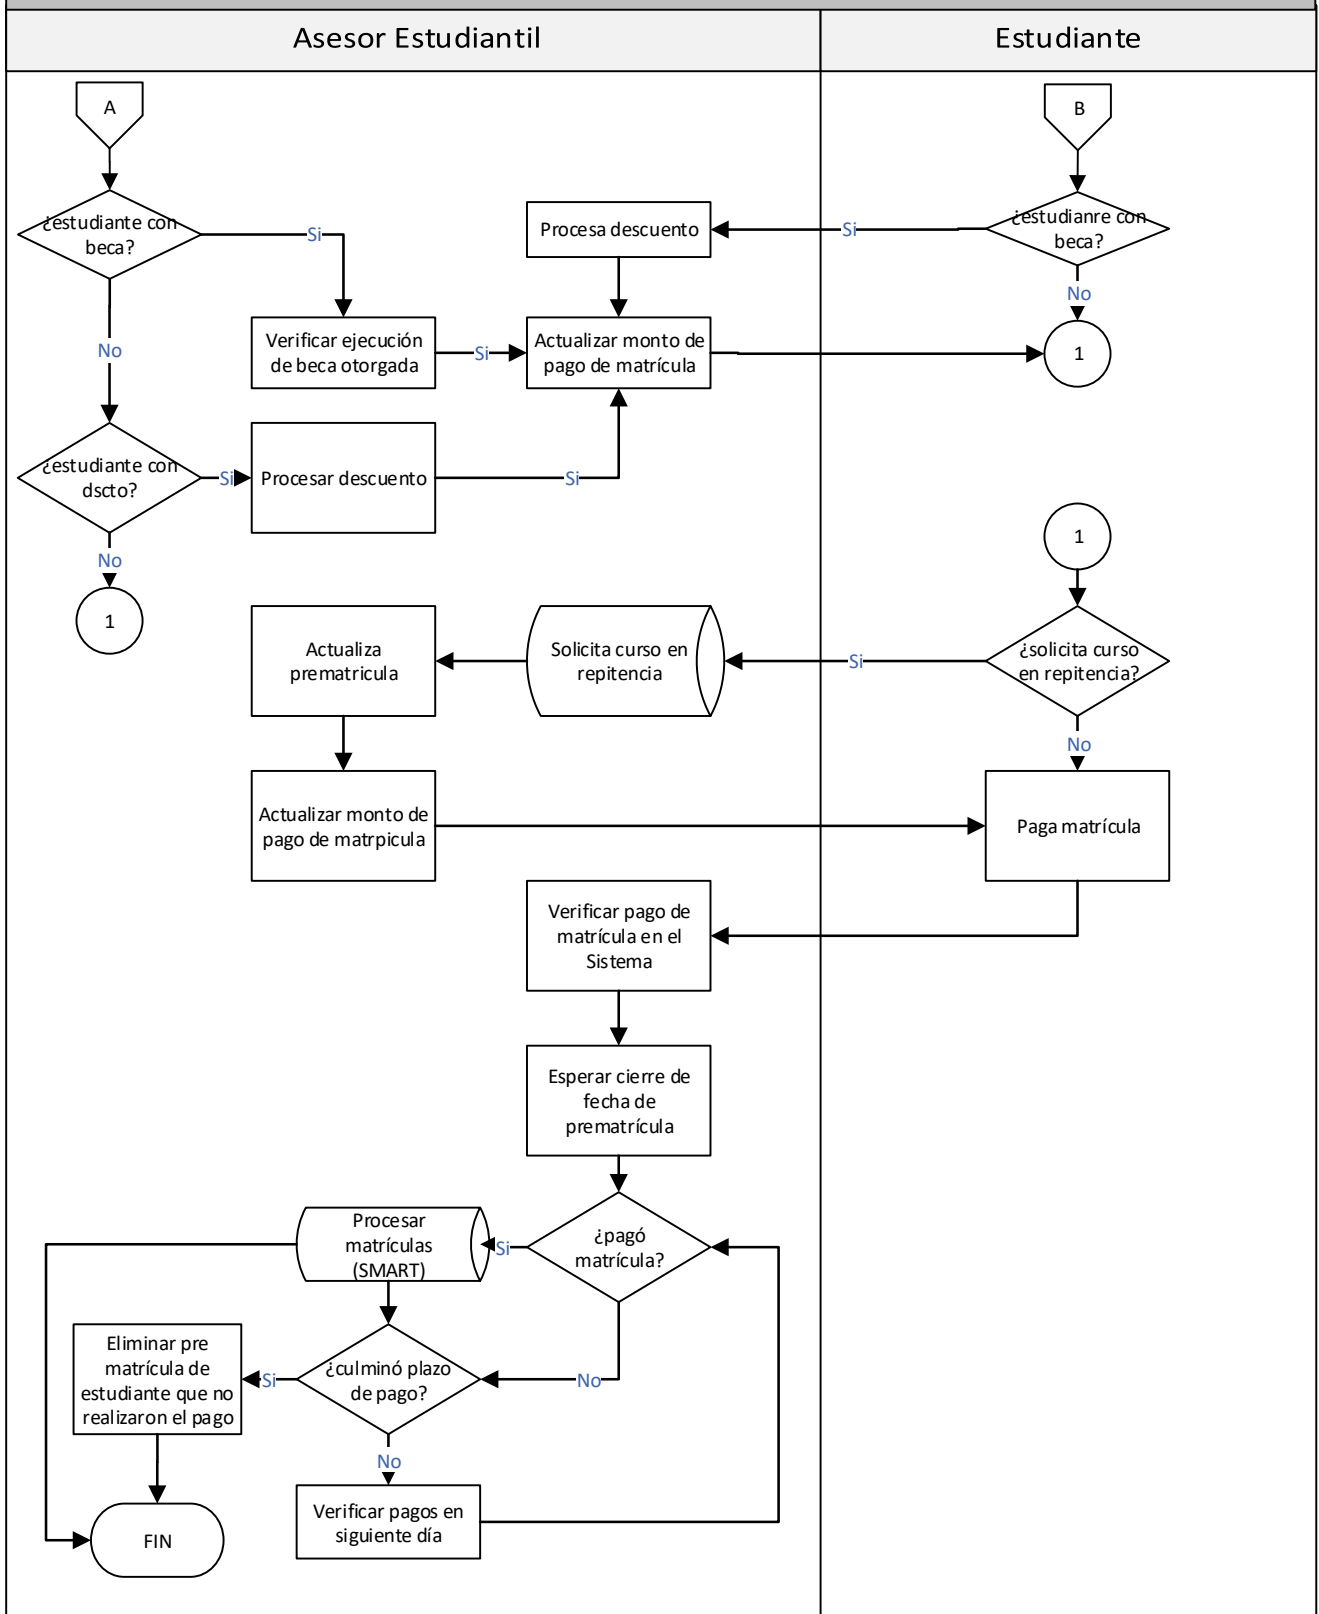 Asesor Estudiantil
Estudiante
A
B
¿estudiante con
beca?
Si
Procesa descuento
Si
¿estudianre con
beca?
No
No
Verificar ejecución
de beca otorgada
Si
Actualizar monto de
pago de matrícula
1
¿estudiante con
dscto?
Si
Procesar descuento
Si
No
1
1
Actualiza
prematricula
Solicita curso en
repitencia
Si
¿solicita curso
en repitencia?
No
Actualizar monto de
pago de matrpicula
Paga matrícula
Verificar pago de
matrícula en el
Sistema
Esperar cierre de
fecha de
prematrícula
Procesar
matrículas
(SMART)
Si
¿pagó
matrícula?
Eliminar pre
matrícula de
estudiante que no
realizaron el pago
Si
¿culminó plazo
de pago?
No
No
Verificar pagos en
siguiente día
FIN